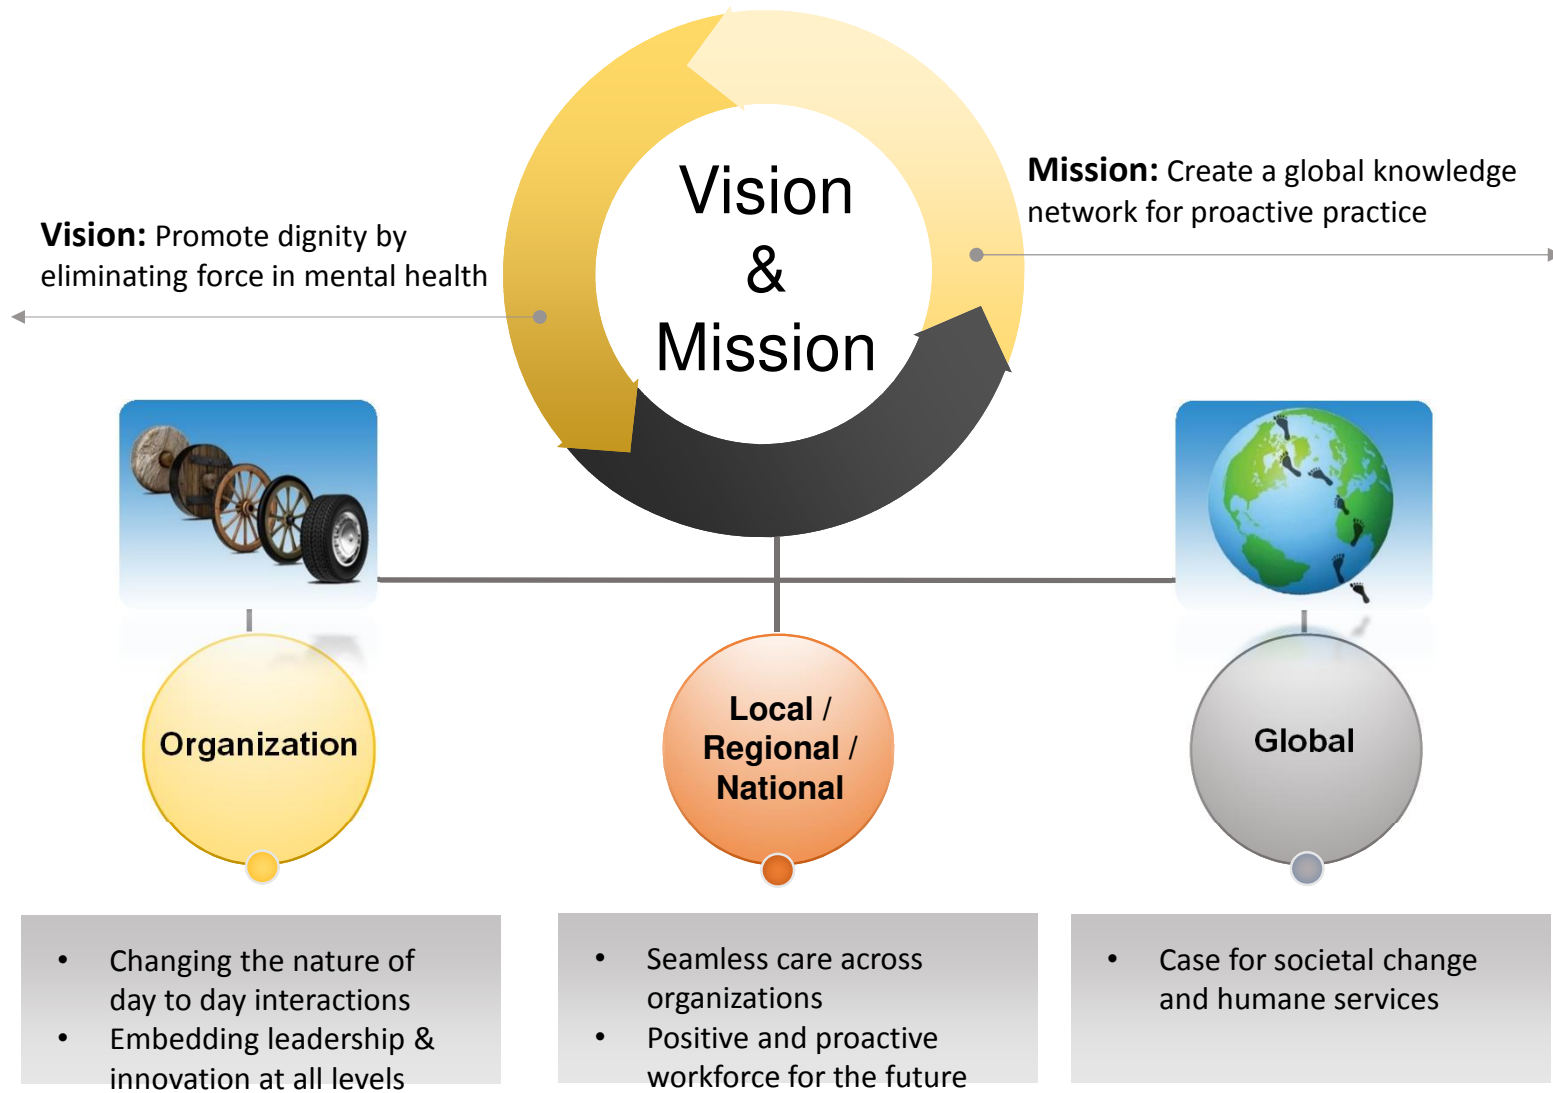 Vision
&
Mission
Vision: Promote dignity by
eliminating force in mental health
Mission: Create a global knowledge
network for proactive practice
Organization
Local /
Regional /
National
Global
• Changing the nature of
day to day interactions
• Embedding leadership &
innovation at all levels
• Seamless care across
organizations
• Positive and proactive
workforce for the future
• Case for societal change
and humane services